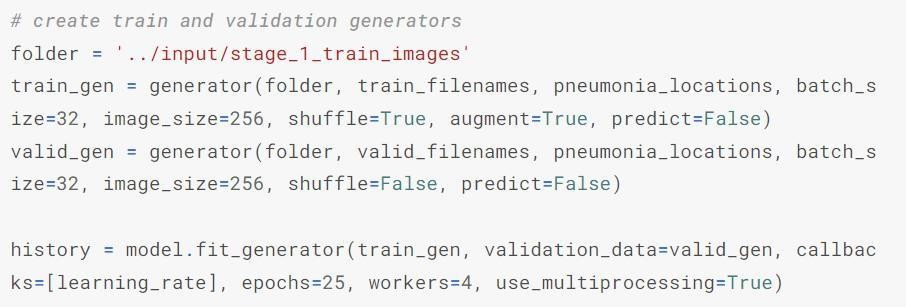 # create train and validation generators
folder = '../input/stage_1_train_images'
train_gen = generator(folder, train_filenames, pneumonia_locations, batch_s
ize=32, image_size=256, shuffle=True, augment=True, predict=False)
valid_gen = generator(folder, valid_filenames, pneumonia_locations, batch_s
ize=32, image_size=256, shuffle=False, predict=False)
history = model.fit_generator(train_gen, validation_data=valid_gen, callbac
ks=[learning_rate], epochs=25, workers=4, use_multiprocessing=True)